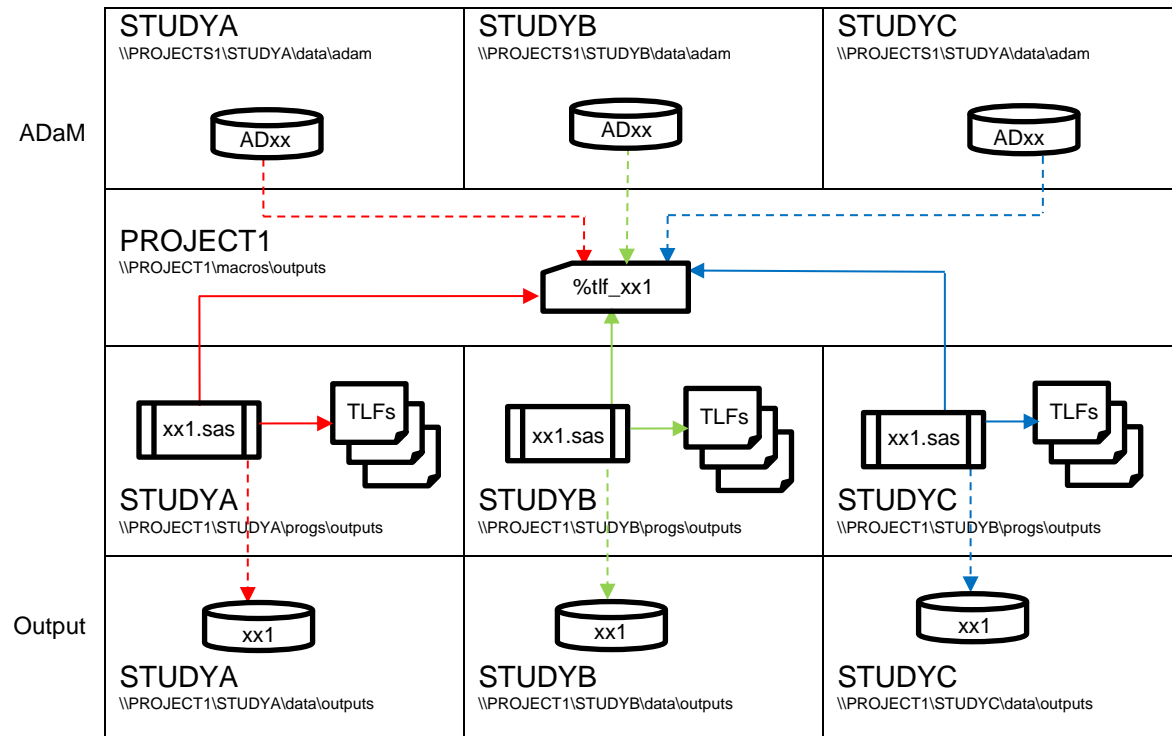 STUDYA
\\PROJECTS1\STUDYA\data\adam
STUDYB
\\PROJECTS1\STUDYB\data\adam
STUDYC
\\PROJECTS1\STUDYA\data\adam
ADaM
ADxx
ADxx
ADxx
PROJECT1
\\PROJECT1\macros\outputs
%tlf_xx1
xx1.sas
TLFs
xx1.sas
TLFs
xx1.sas
TLFs
STUDYA
\\PROJECT1\STUDYA\progs\outputs
STUDYB
\\PROJECT1\STUDYB\progs\outputs
STUDYC
\\PROJECT1\STUDYB\progs\outputs
Output
xx1
xx1
xx1
STUDYA
\\PROJECT1\STUDYA\data\outputs
STUDYB
\\PROJECT1\STUDYB\data\outputs
STUDYC
\\PROJECT1\STUDYC\data\outputs